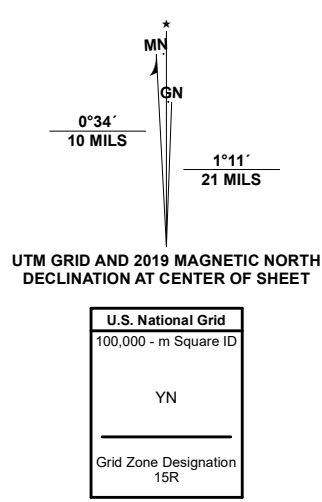 MN
GN
0°34´
10 MILS
1°11´
21 MILS
UTM GRID AND 2019 MAGNETIC NORTH
DECLINATION AT CENTER OF SHEET
U.S. National Grid
100,000 - m Square ID
YN
Grid Zone Designation
15R